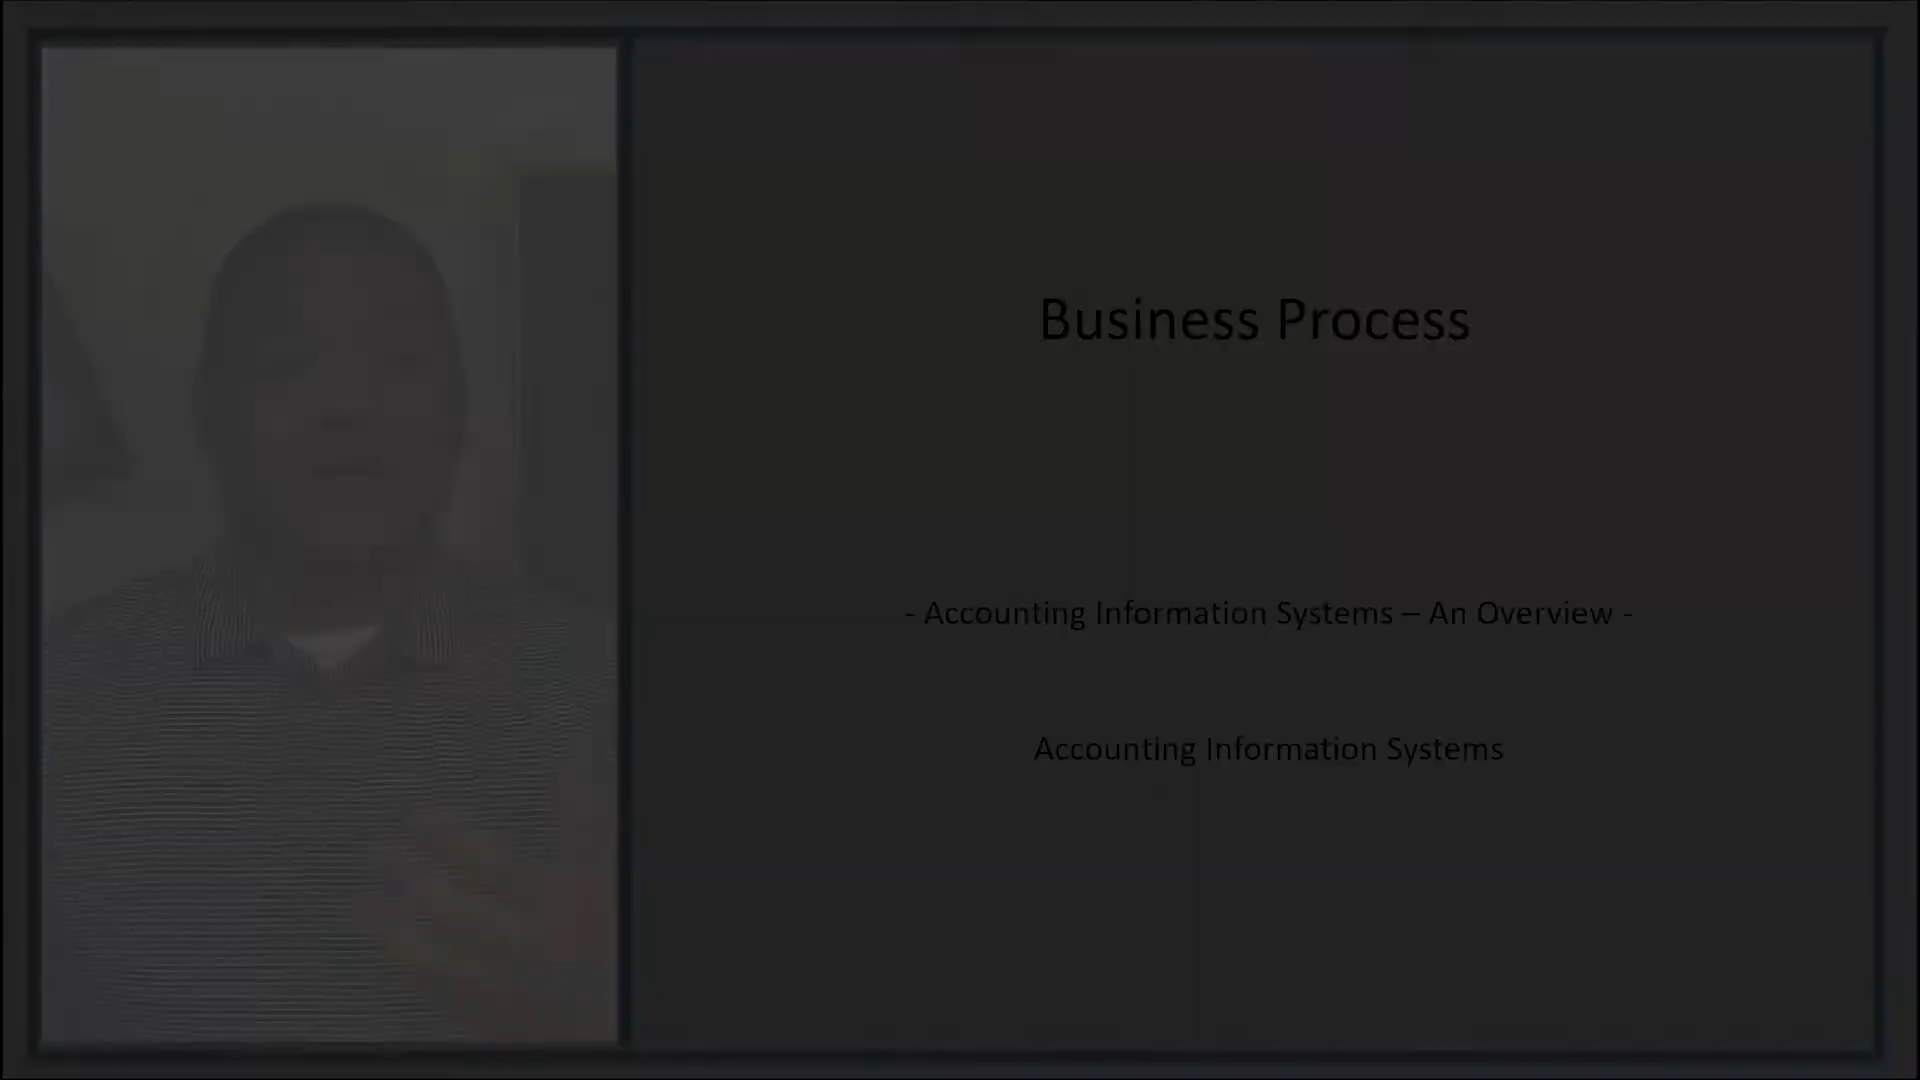 Business Process
- Accounting Information Systems – An Overview -
Accounting Information Systems